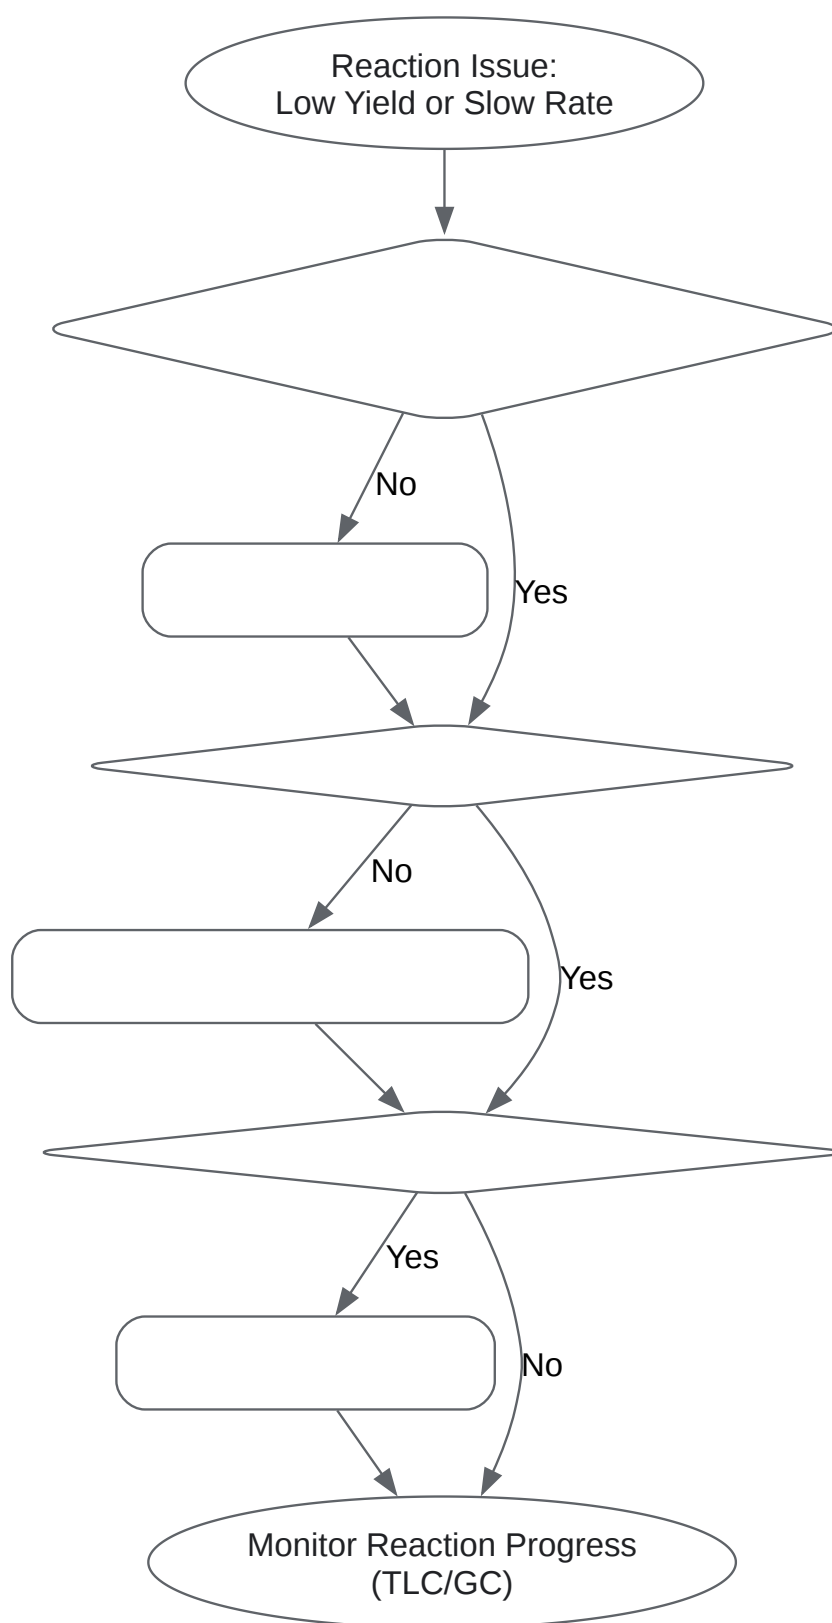 Reaction Issue:
Low Yield or Slow Rate
No
Yes
No
Yes
Yes
No
Monitor Reaction Progress
(TLC/GC)